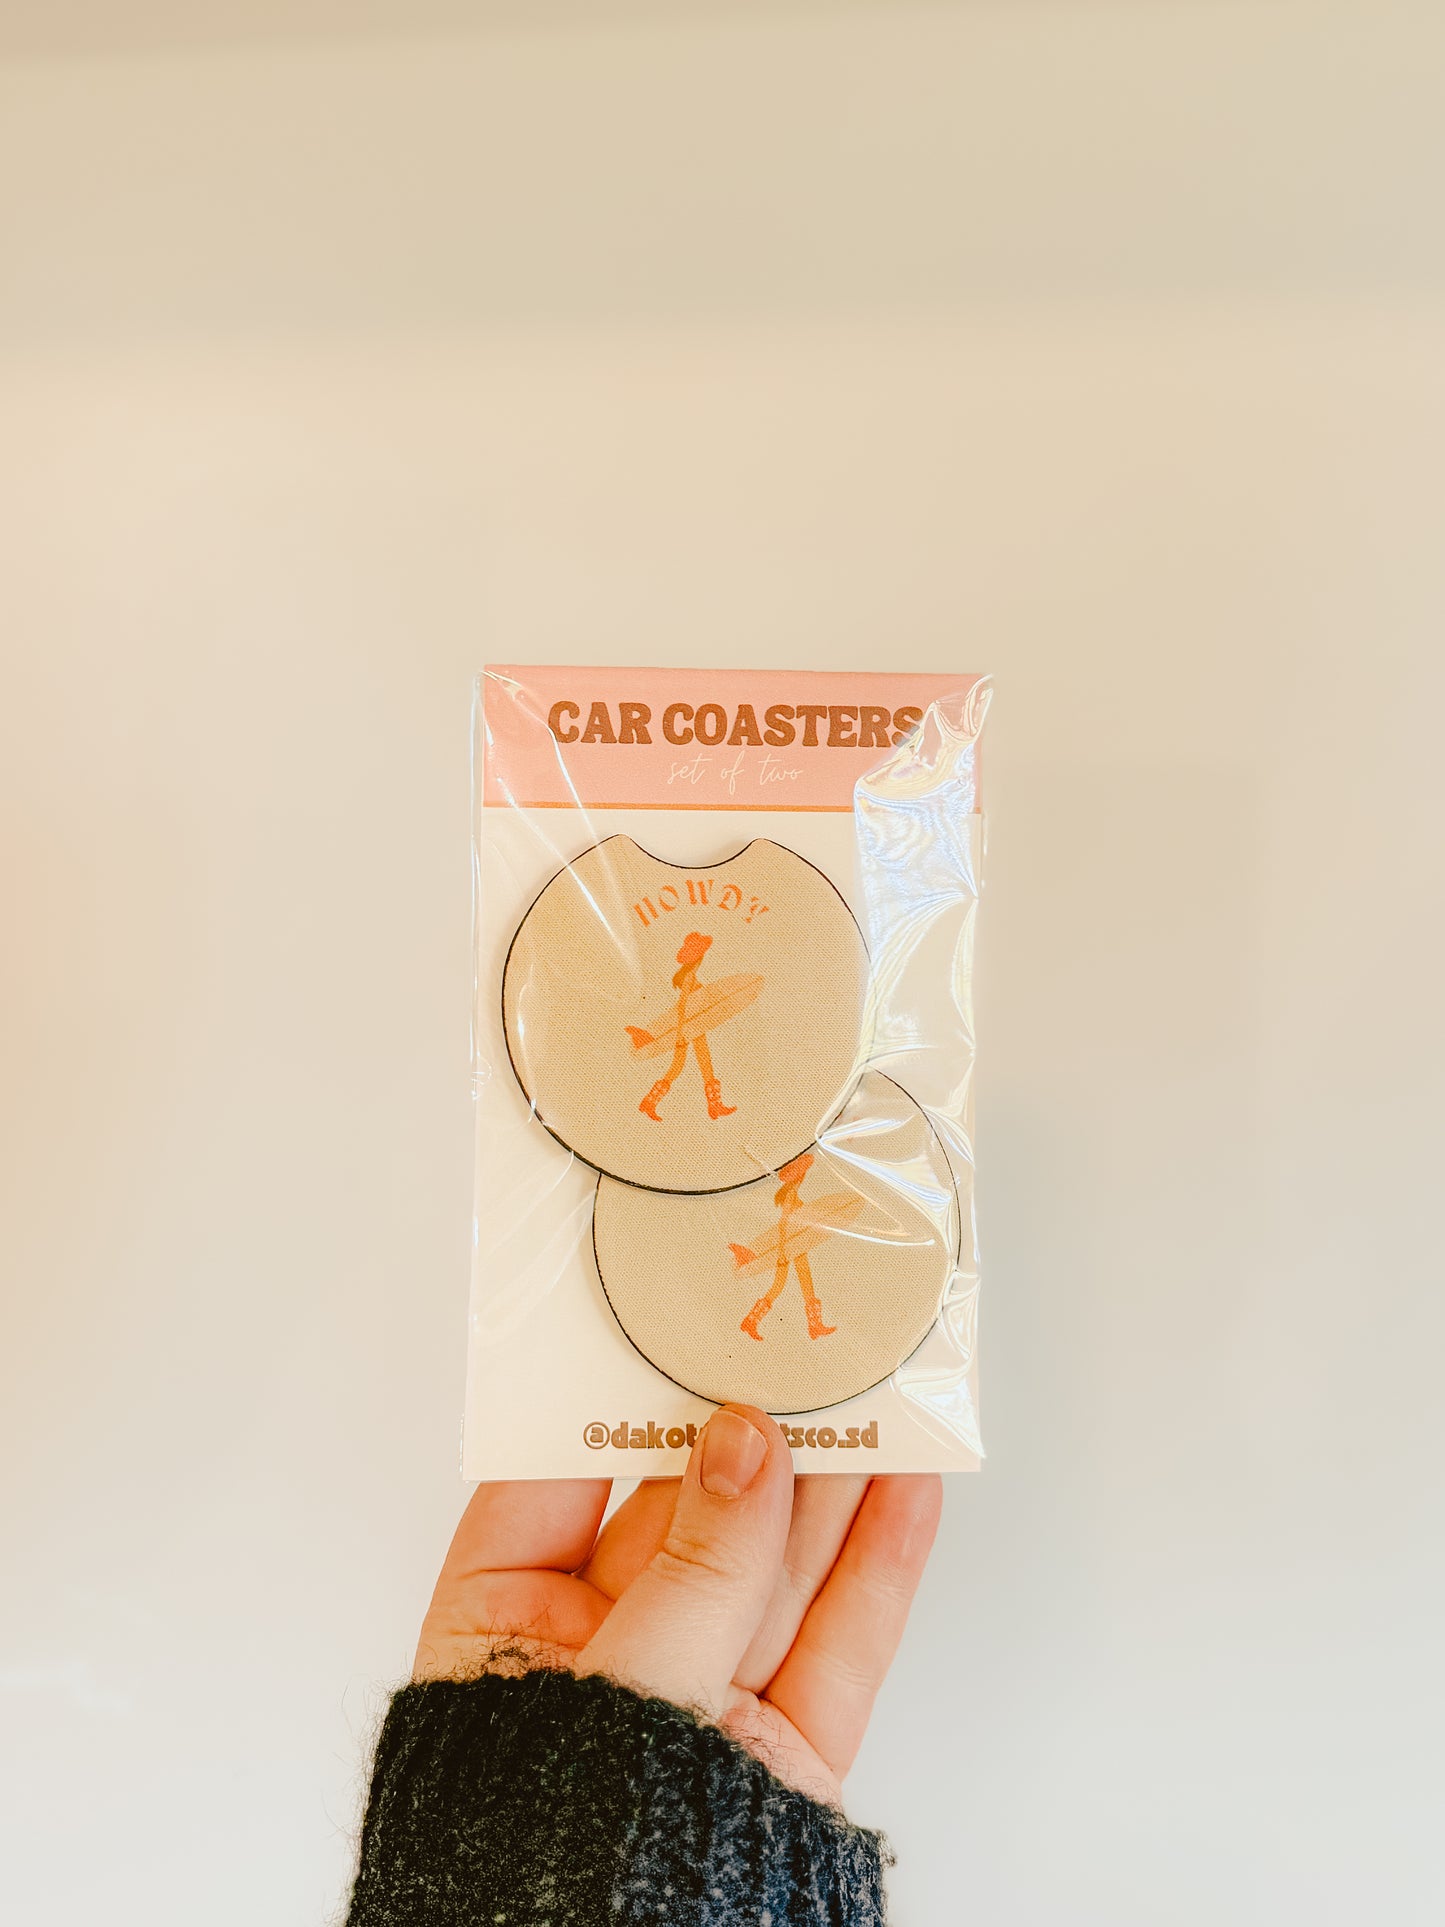 CAR COASTERS
set of two
HOWDY